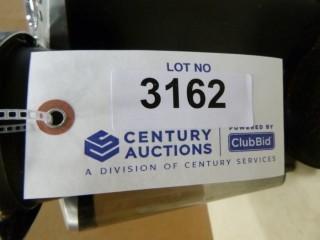 LOT NO
3162
CENTURY AUCTIONS
POWERED BY
ClubBid
A DIVISION OF CENTURY SERVICES